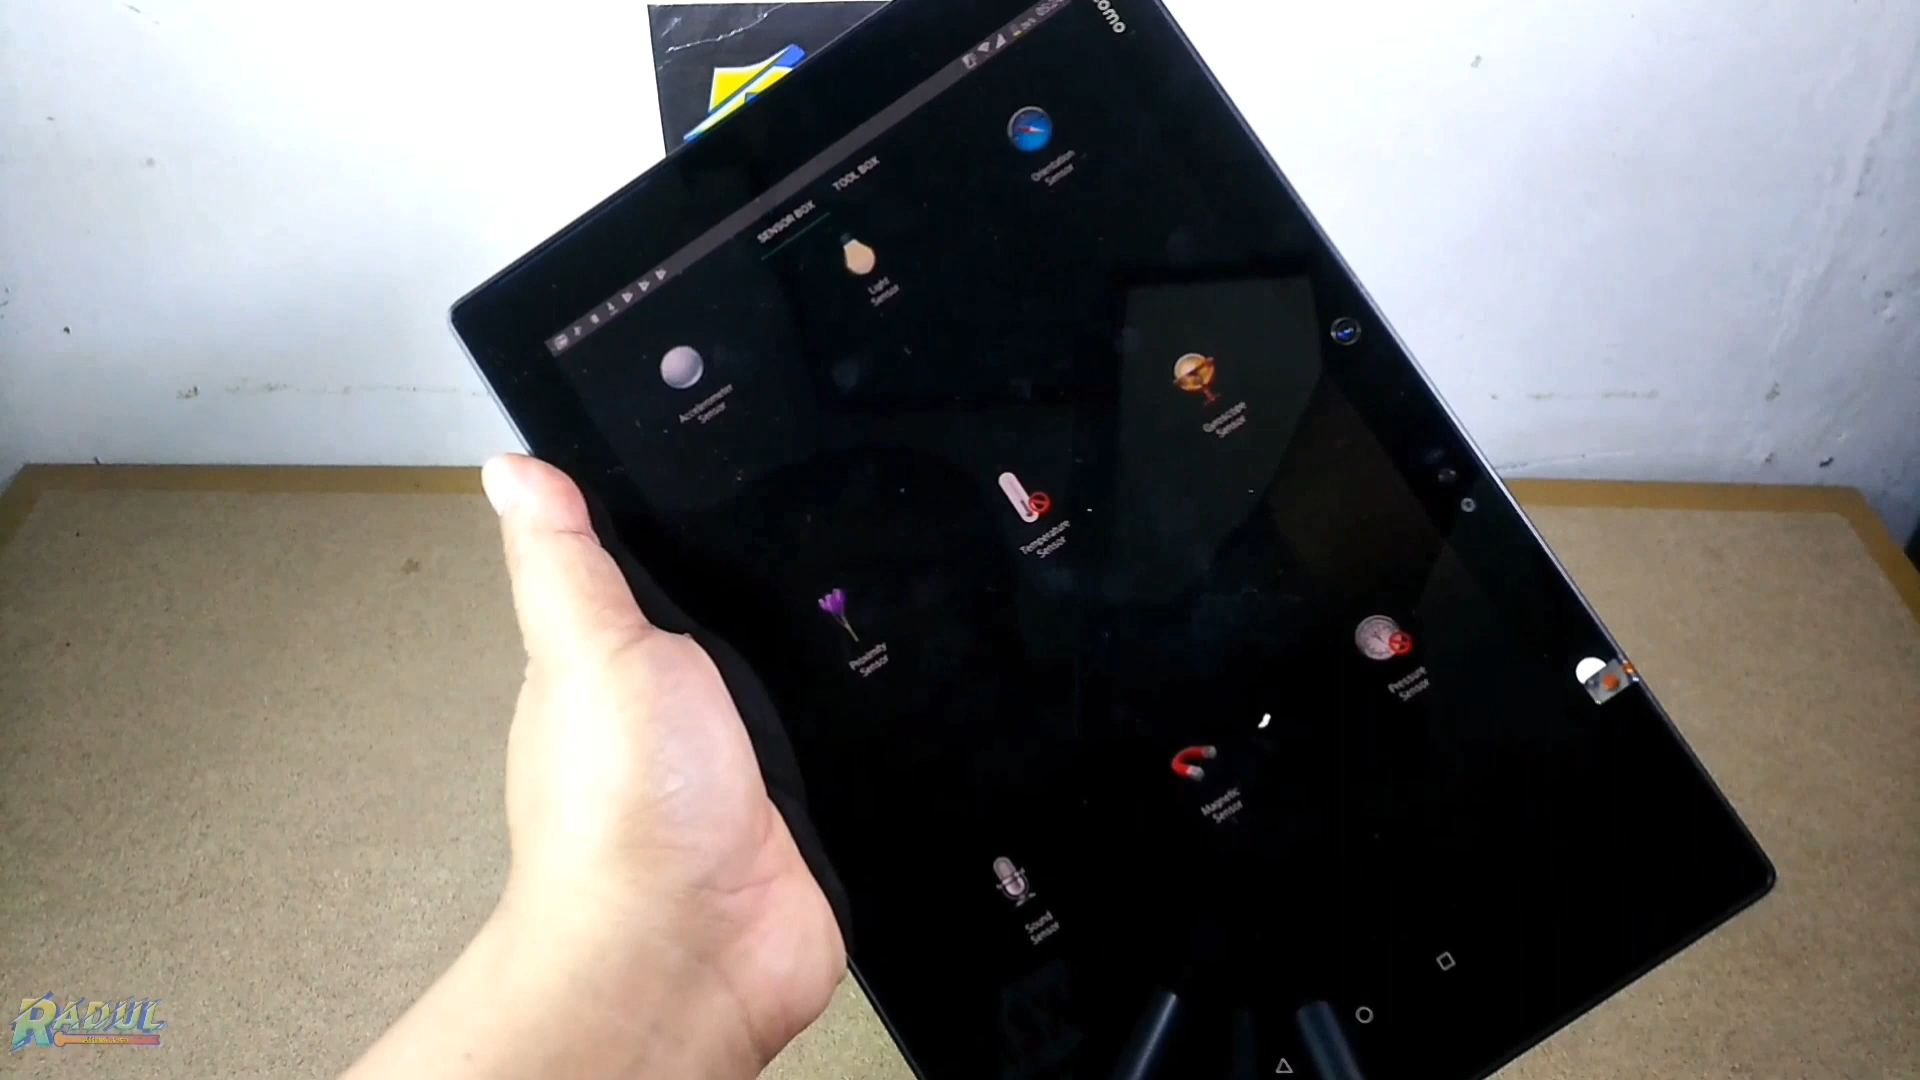 como
SENSOR BOX
TOOL BOX
Accelerometer
Sensor
Light
Sensor
Orientation
Sensor
Proximity
Sensor
Temperature
Sensor
Gyroscope
Sensor
Sound
Sensor
Magnetic
Sensor
Pressure
Sensor
RADUL